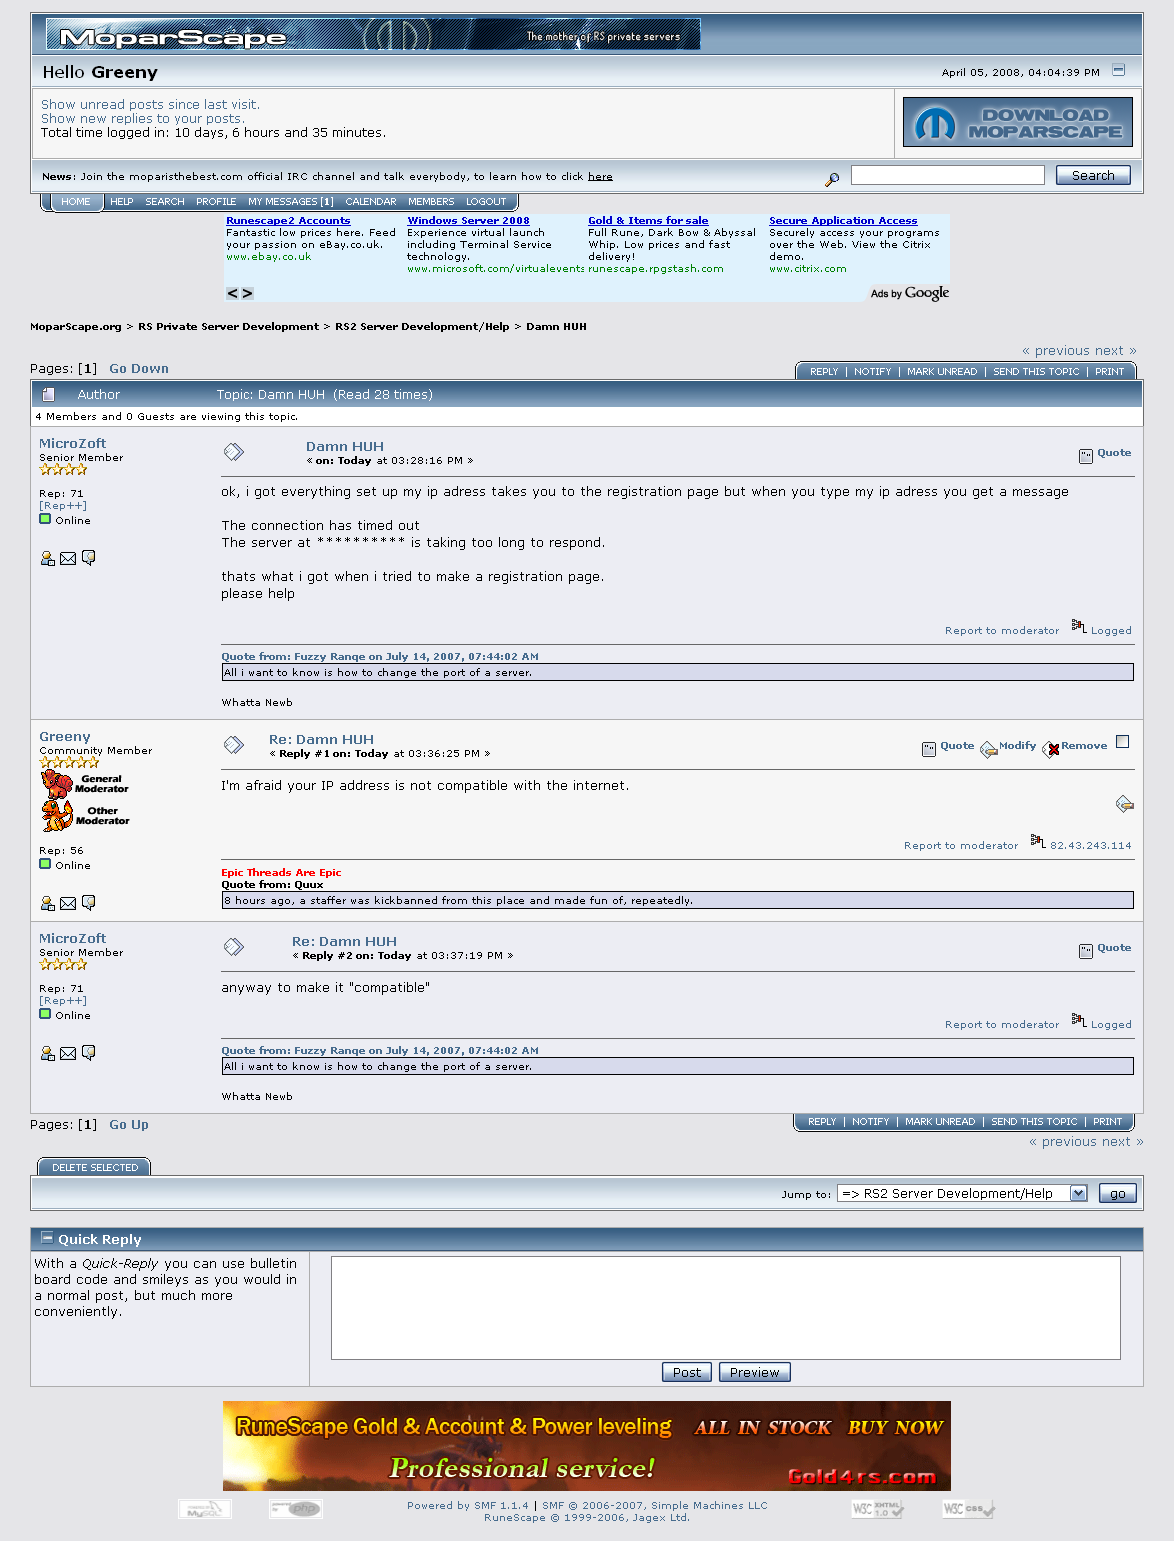 MoparScape
The mother of RS private servers
Hello Greeny
April 05, 2008, 04:04:39 PM
Show unread posts since last visit.
Show new replies to your posts.
Total time logged in: 10 days, 6 hours and 35 minutes.
DOWNLOAD
MOPARSCAPE
News: Join the moparisthebest.com official IRC channel and talk everybody, to learn how to click here
Search
HOME HELP SEARCH PROFILE MY MESSAGES [1] CALENDAR MEMBERS LOGOUT
Runescape2 Accounts
Fantastic low prices here. Feed
your passion on eBay.co.uk.
www.ebay.co.uk
Windows Server 2008
Experience virtual launch
including Terminal Service
technology.
www.microsoft.com/virtualevents
Gold & Items for sale
Full Rune, Dark Bow & Abyssal
Whip. Low prices and fast
delivery!
runescape.rpgstash.com
Secure Application Access
Securely access your programs
over the Web. View the Citrix
demo.
www.citrix.com
< >
Ads by Google
MoparScape.org > RS Private Server Development > RS2 Server Development/Help > Damn HUH
« previous next »
Pages: [1] Go Down
REPLY | NOTIFY | MARK UNREAD | SEND THIS TOPIC | PRINT
Author Topic: Damn HUH (Read 28 times)
4 Members and 0 Guests are viewing this topic.
MicroZoft
Senior Member
Rep: 71
[Rep++]
Online
Damn HUH
« on: Today at 03:28:16 PM »
Quote
ok, i got everything set up my ip adress takes you to the registration page but when you type my ip adress you get a message
The connection has timed out
The server at ********** is taking too long to respond.
thats what i got when i tried to make a registration page.
please help
Report to moderator Logged
Quote from: Fuzzy Range on July 14, 2007, 07:44:02 AM
All i want to know is how to change the port of a server.
Whatta Newb
Greeny
Community Member
General
Moderator
Other
Moderator
Rep: 56
Online
Re: Damn HUH
« Reply #1 on: Today at 03:36:25 PM »
Quote Modify Remove
I'm afraid your IP address is not compatible with the internet.
Report to moderator 82.43.243.114
Epic Threads Are Epic
Quote from: Quux
8 hours ago, a staffer was kickbanned from this place and made fun of, repeatedly.
MicroZoft
Senior Member
Rep: 71
[Rep++]
Online
Re: Damn HUH
« Reply #2 on: Today at 03:37:19 PM »
Quote
anyway to make it "compatible"
Report to moderator Logged
Quote from: Fuzzy Range on July 14, 2007, 07:44:02 AM
All i want to know is how to change the port of a server.
Whatta Newb
Pages: [1] Go Up
REPLY | NOTIFY | MARK UNREAD | SEND THIS TOPIC | PRINT
« previous next »
DELETE SELECTED
Jump to: => RS2 Server Development/Help go
Quick Reply
With a Quick-Reply you can use bulletin
board code and smileys as you would in
a normal post, but much more
conveniently.
Post Preview
RuneScape Gold & Account & Power leveling ALL IN STOCK BUY NOW
Professional service!
Gold4rs.com
MySQL
php
Powered by SMF 1.1.4 | SMF © 2006-2007, Simple Machines LLC
RuneScape © 1999-2006, Jagex Ltd.
W3C XHTML 1.0
W3C CSS